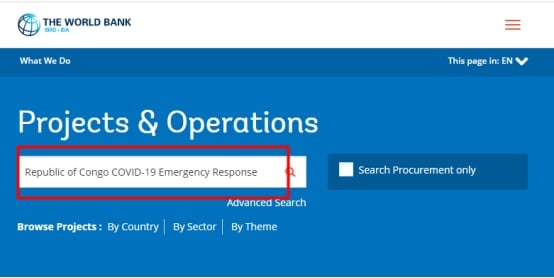 THE WORLD BANK
IBRD • IDA
What We Do
This page in: EN
Projects & Operations
Republic of Congo COVID-19 Emergency Response
Search Procurement only
Advanced Search
Browse Projects : By Country | By Sector | By Theme